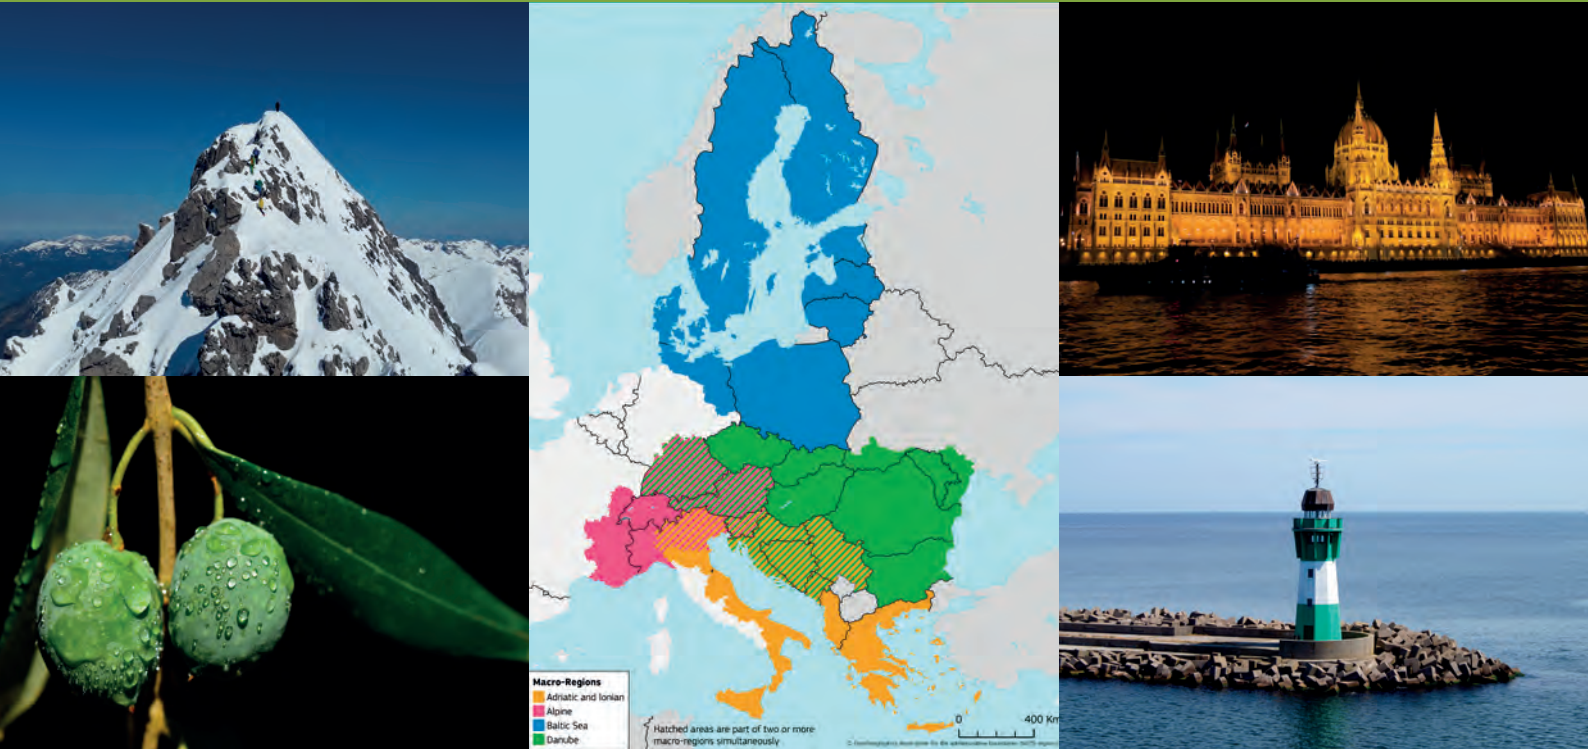 Macro-Regions
Adriatic and Ionian
Alpine
Baltic Sea
Danube
Hatched areas are part of two or more
macro-regions simultaneously
0 400 Km